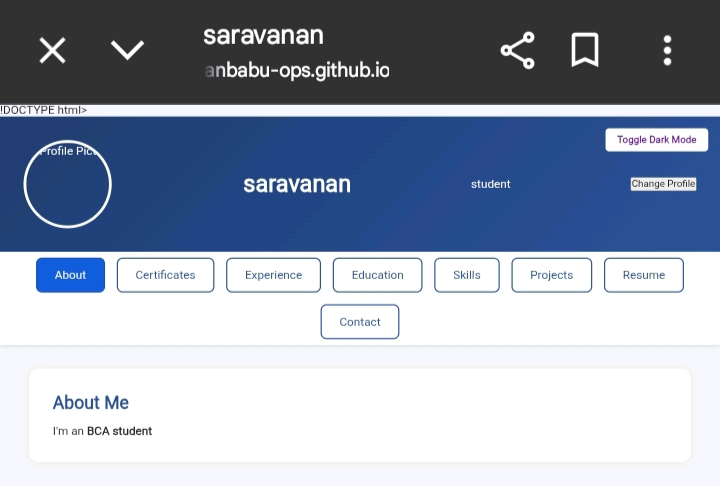 saravanan
anbabu-ops.github.io
!DOCTYPE html>
Toggle Dark Mode
Profile Pict
saravanan
student
Change Profile
About
Certificates
Experience
Education
Skills
Projects
Resume
Contact
About Me
I'm an BCA student